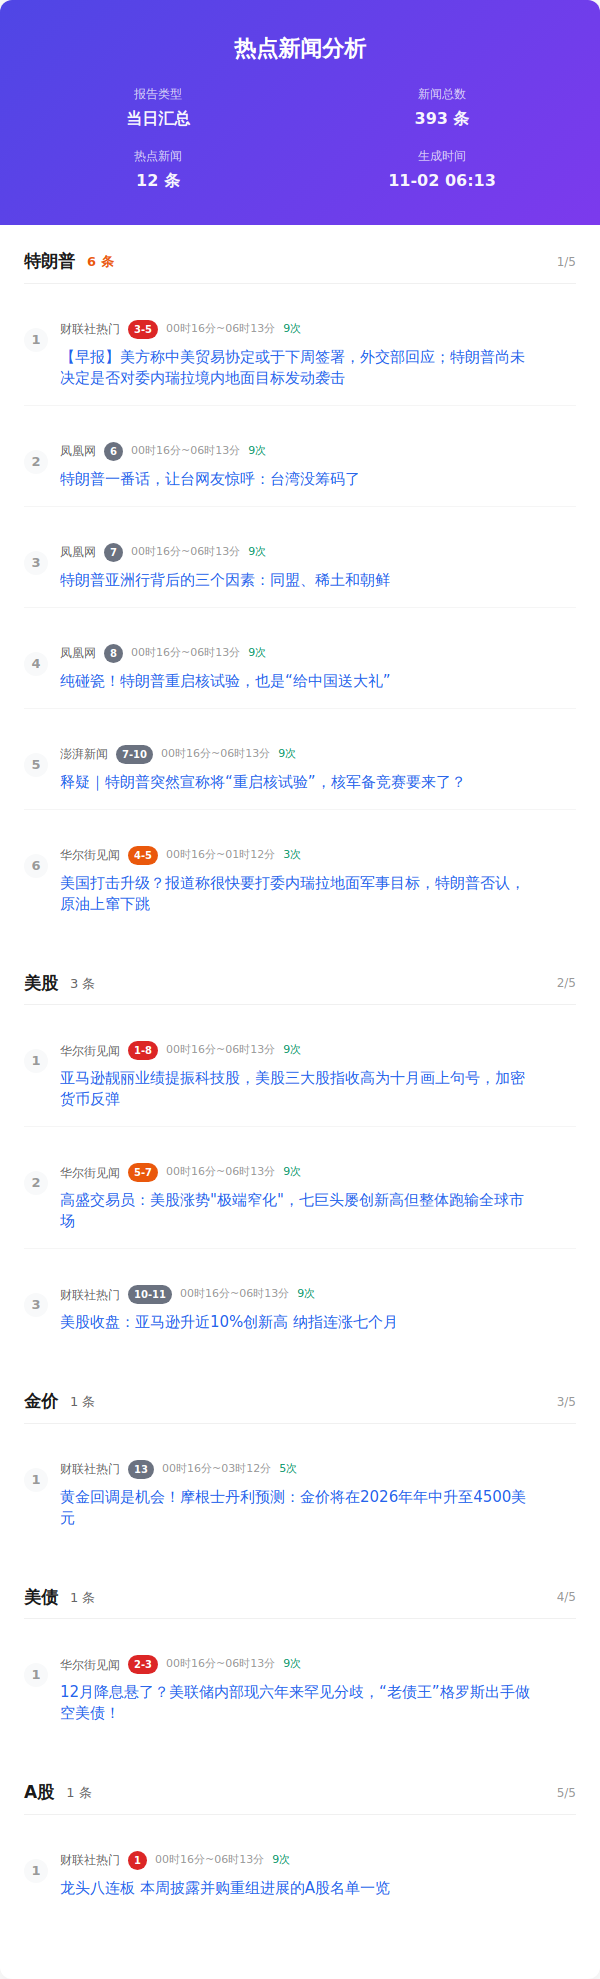 热点新闻分析
报告类型
当日汇总
新闻总数
393 条
热点新闻
12 条
生成时间
11-02 06:13
特朗普 6 条 1/5
1
财联社热门 3-5 00时16分~06时13分 9次
【早报】美方称中美贸易协定或于下周签署，外交部回应；特朗普尚未
决定是否对委内瑞拉境内地面目标发动袭击
2
凤凰网 6 00时16分~06时13分 9次
特朗普一番话，让台网友惊呼：台湾没筹码了
3
凤凰网 7 00时16分~06时13分 9次
特朗普亚洲行背后的三个因素：同盟、稀土和朝鲜
4
凤凰网 8 00时16分~06时13分 9次
纯碰瓷！特朗普重启核试验，也是“给中国送大礼”
5
澎湃新闻 7-10 00时16分~06时13分 9次
释疑｜特朗普突然宣称将“重启核试验”，核军备竞赛要来了？
6
华尔街见闻 4-5 00时16分~01时12分 3次
美国打击升级？报道称很快要打委内瑞拉地面军事目标，特朗普否认，
原油上窜下跳
美股 3 条 2/5
1
华尔街见闻 1-8 00时16分~06时13分 9次
亚马逊靓丽业绩提振科技股，美股三大股指收高为十月画上句号，加密
货币反弹
2
华尔街见闻 5-7 00时16分~06时13分 9次
高盛交易员：美股涨势"极端窄化"，七巨头屡创新高但整体跑输全球市
场
3
财联社热门 10-11 00时16分~06时13分 9次
美股收盘：亚马逊升近10%创新高 纳指连涨七个月
金价 1 条 3/5
1
财联社热门 13 00时16分~03时12分 5次
黄金回调是机会！摩根士丹利预测：金价将在2026年年中升至4500美
元
美债 1 条 4/5
1
华尔街见闻 2-3 00时16分~06时13分 9次
12月降息悬了？美联储内部现六年来罕见分歧，“老债王”格罗斯出手做
空美债！
A股 1 条 5/5
1
财联社热门 1 00时16分~06时13分 9次
龙头八连板 本周披露并购重组进展的A股名单一览